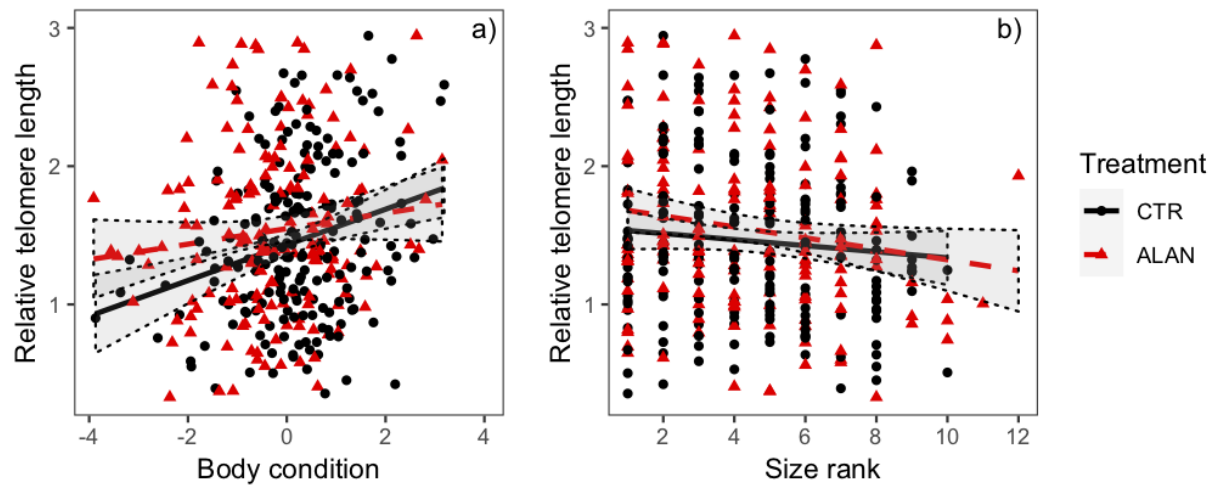 a)
b)
Relative telomere length
3
2
1
-4
-2
0
2
4
Body condition
Relative telomere length
3
2
1
2
4
6
8
10
12
Size rank
Treatment
CTR
ALAN